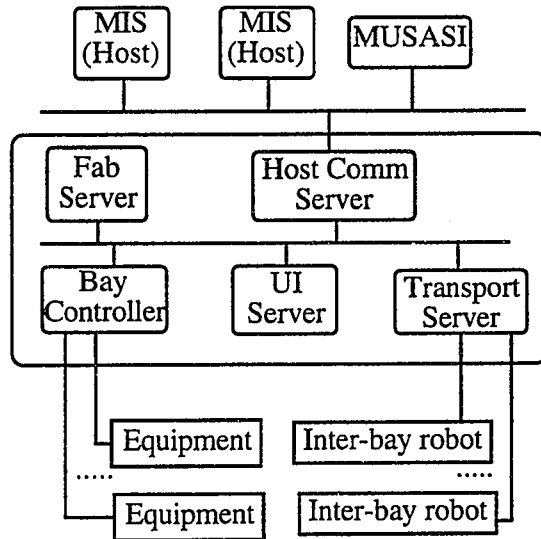 MIS
(Host)
MIS
(Host)
MUSASI
Fab
Server
Host Comm
Server
Bay
Controller
UI
Server
Transport
Server
Equipment
Inter-bay robot
.....
.....
Equipment
Inter-bay robot